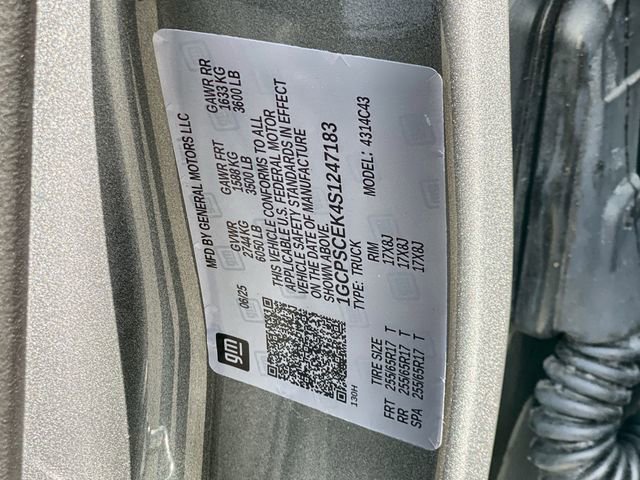 MFD BY GENERAL MOTORS LLC
gm
06/25
GVWR GAWR FRT GAWR RR
2744 KG 1598 KG 1633 KG
6050 LB 3500 LB 3600 LB
THIS VEHICLE CONFORMS TO ALL
APPLICABLE U.S. FEDERAL MOTOR
VEHICLE SAFETY STANDARDS IN EFFECT
ON THE DATE OF MANUFACTURE
SHOWN ABOVE.
1GCPSCEK4S1247183
TYPE: TRUCK MODEL: 4314C43
130H
TIRE SIZE RIM
FRT 255/65R17 T 17X8J
RR 255/65R17 T 17X8J
SPA 255/65R17 T 17X8J